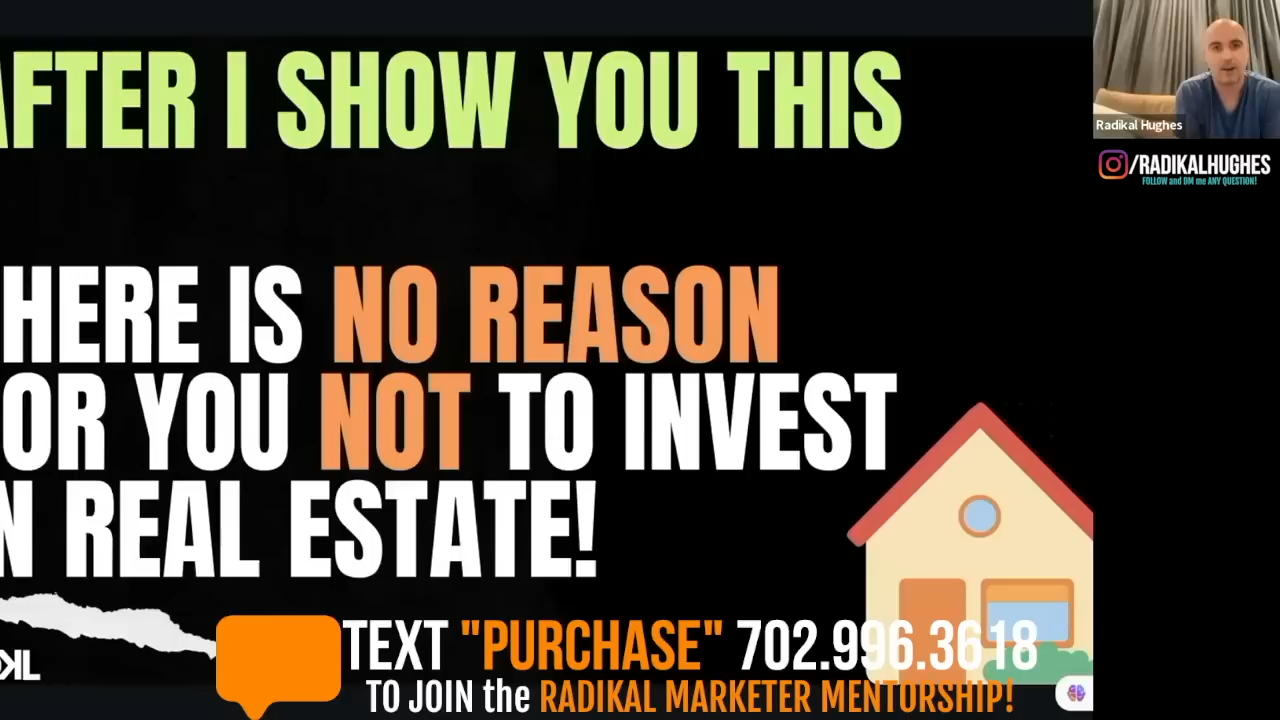 AFTER I SHOW YOU THIS
HERE IS NO REASON
OR YOU NOT TO INVEST
N REAL ESTATE!
KL
TEXT "PURCHASE" 702.996.3618
TO JOIN the RADIKAL MARKETER MENTORSHIP!
Radikal Hughes
/RADIKALHUGHES
FOLLOW and DM me ANY QUESTION!